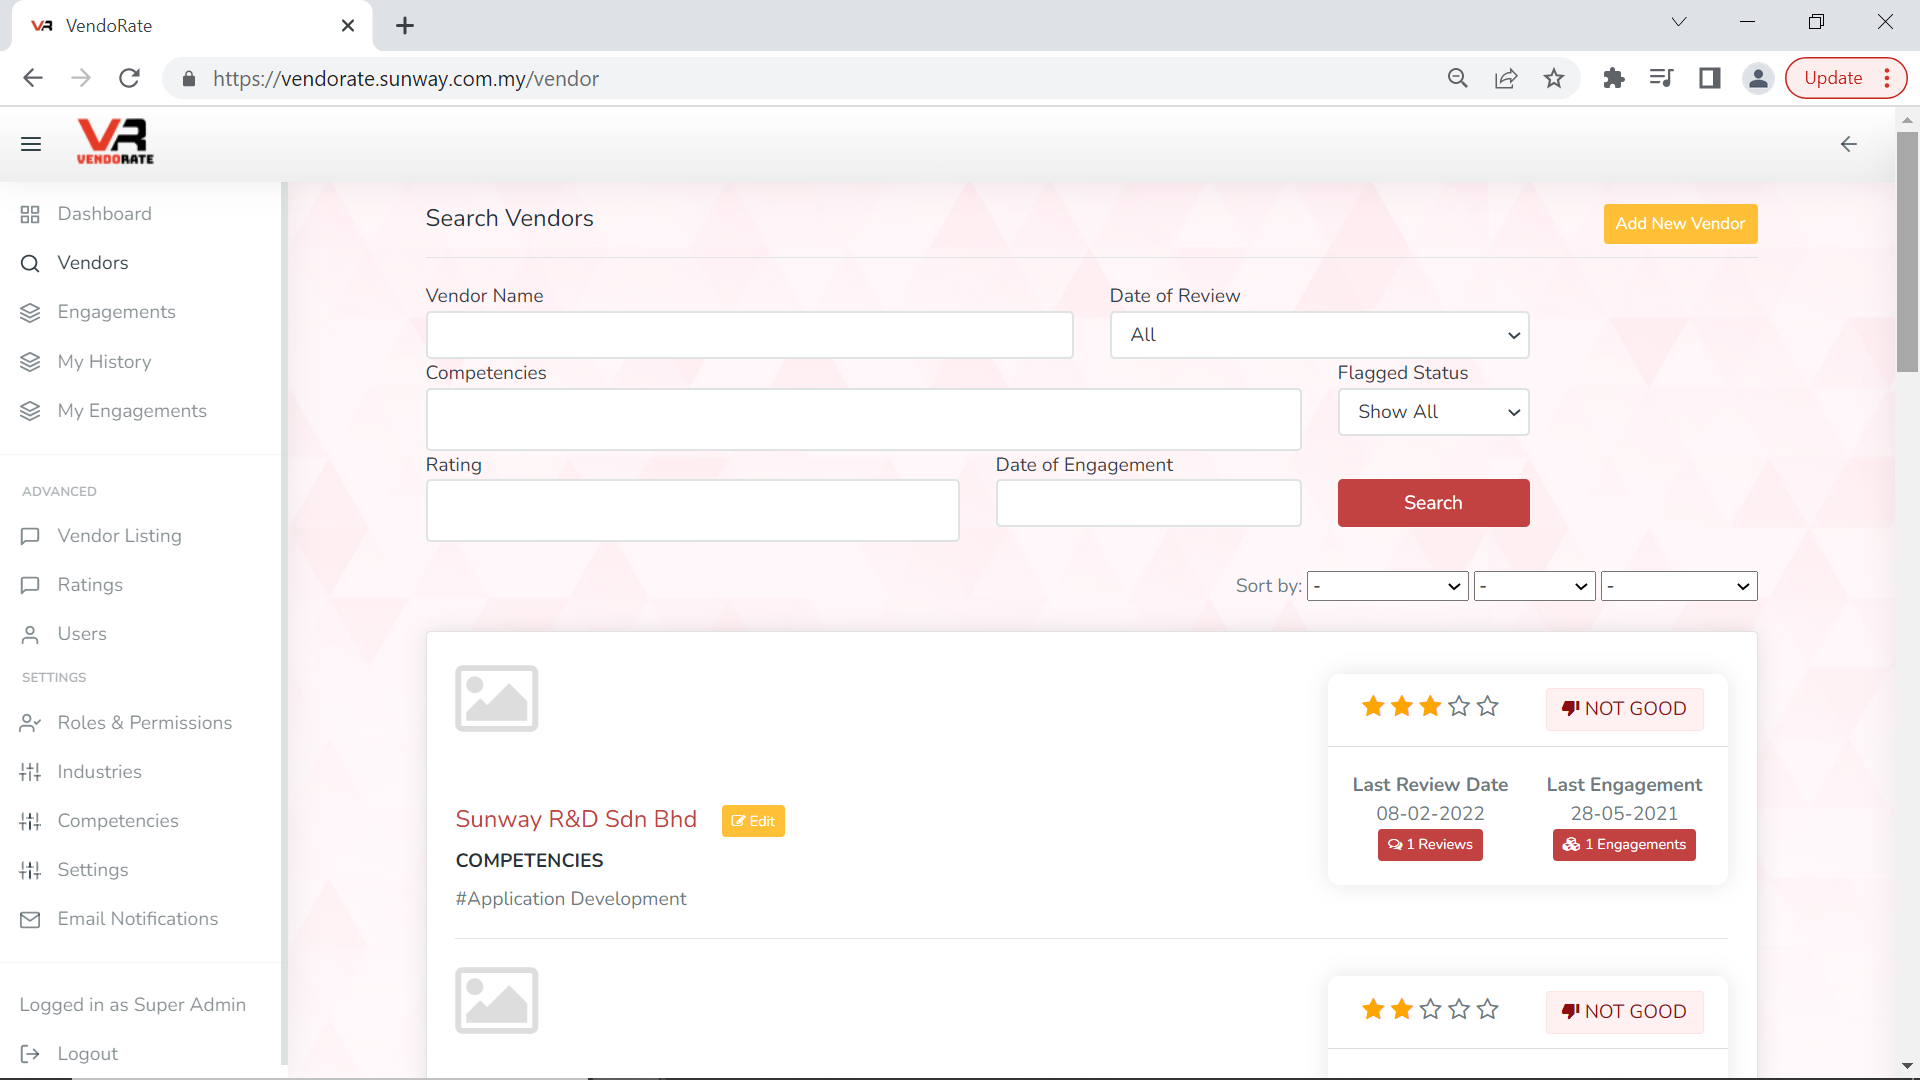 VendoRate
https://vendorate.sunway.com.my/vendor
Update
VR
VENDORATE
Dashboard
Vendors
Engagements
My History
My Engagements
ADVANCED
Vendor Listing
Ratings
Users
SETTINGS
Roles & Permissions
Industries
Competencies
Settings
Email Notifications
Logged in as Super Admin
Logout
Search Vendors
Add New Vendor
Vendor Name
Date of Review
All
Competencies
Flagged Status
Show All
Rating
Date of Engagement
Search
Sort by: - - -
NOT GOOD
Last Review Date
Last Engagement
08-02-2022
28-05-2021
1 Reviews
1 Engagements
Sunway R&D Sdn Bhd
Edit
COMPETENCIES
#Application Development
NOT GOOD